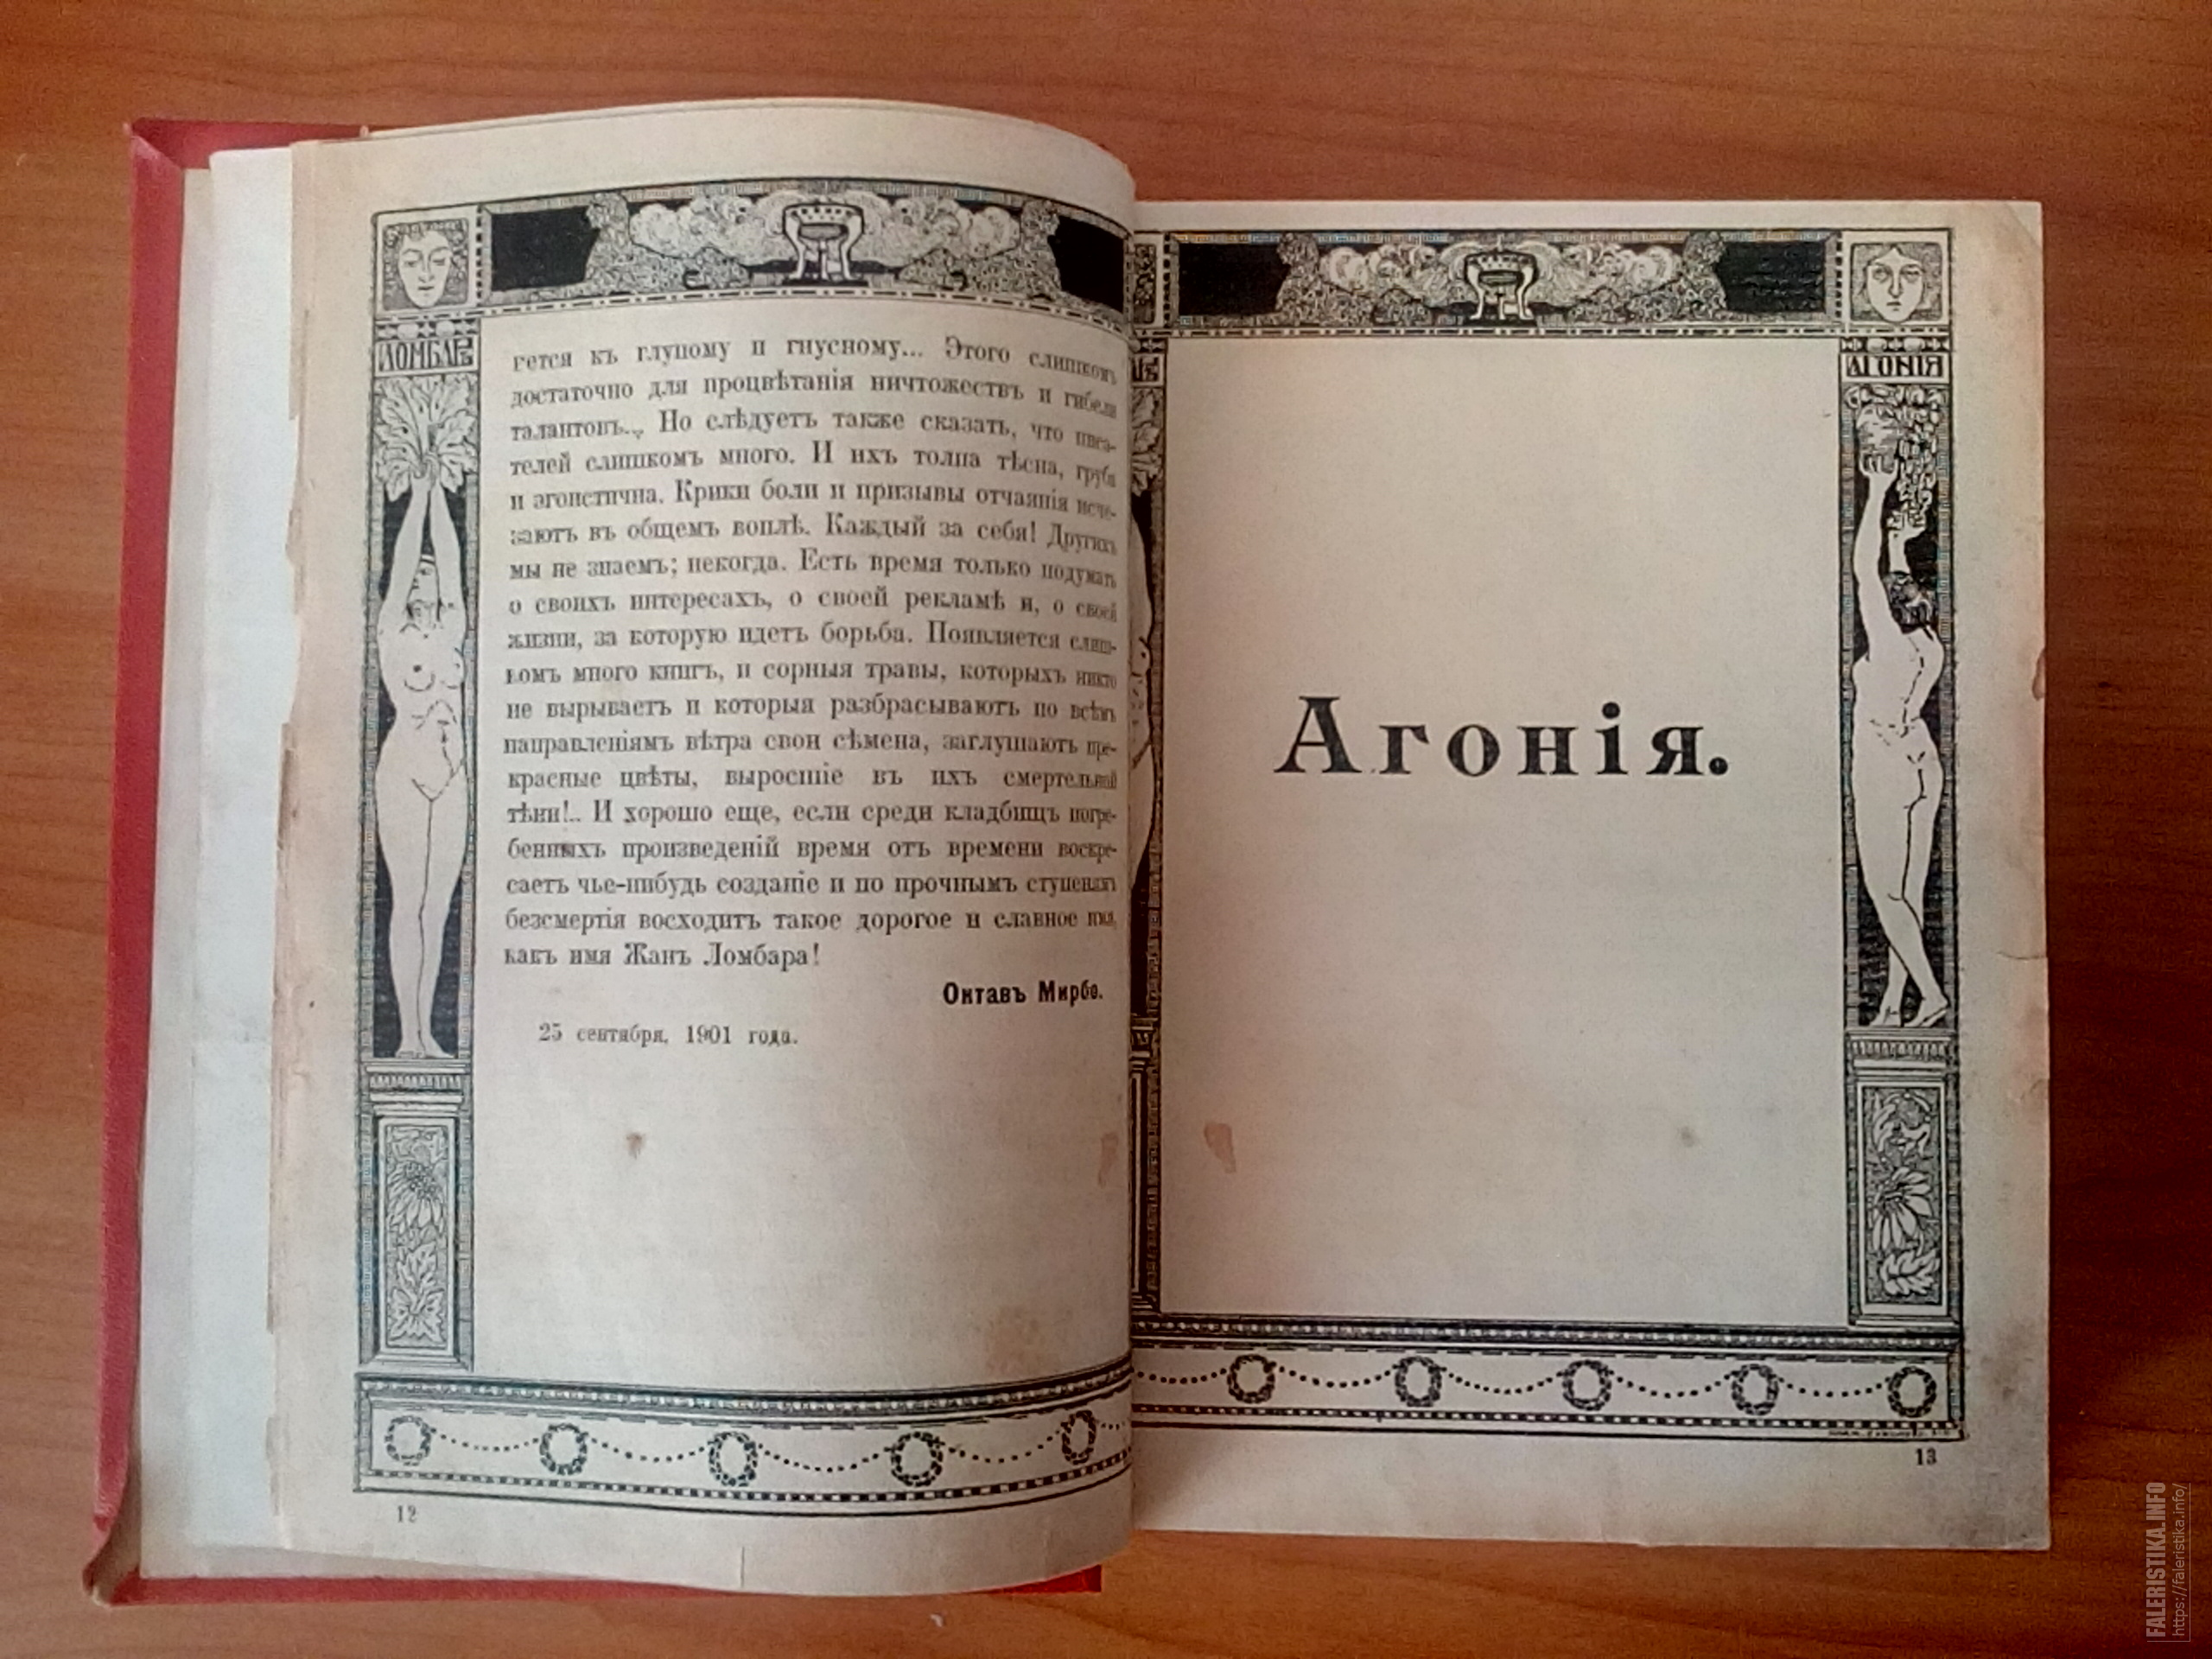 ЛОМБАР
гется къ глупому и гнусному... Этого слишкомъ
достаточно для процвѣтанія ничтожествъ и гибели
талантовъ... Но слѣдуетъ также сказать, что писа-
телей слишкомъ много. И ихъ толпа тѣсна, груба
и эгоистична. Крики боли и призывы отчаянія исче-
заютъ въ общемъ воплѣ. Каждый за себя! Другихъ
мы не знаемъ; некогда. Есть время только подумать
о своихъ интересахъ, о своей рекламѣ и, о своей
жизни, за которую идетъ борьба. Появляется слиш-
комъ много книгъ, и сорныя травы, которыхъ никто
не вырываетъ и которыя разбрасываютъ по всѣмъ
направленіямъ вѣтра свои сѣмена, заглушаютъ пре-
красные цвѣты, выросшіе въ ихъ смертельной
тѣни!.. И хорошо еще, если среди кладбищъ погре-
бенныхъ произведеній время отъ времени воскре-
саетъ чье-нибудь созданіе и по прочнымъ ступенямъ
безсмертія восходитъ такое дорогое и славное имя,
какъ имя Жанъ Ломбара!
Октавъ Мирбо.
25 сентября, 1901 года.
12
АГОНІЯ
Агонія.
13
FALERISTIKA.INFO
https://faleristika.info/